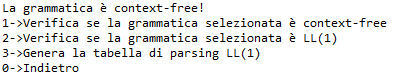 La grammatica è context-free!
1->Verifica se la grammatica selezionata è context-free
2->Verifica se la grammatica selezionata è LL(1)
3->Genera la tabella di parsing LL(1)
0->Indietro